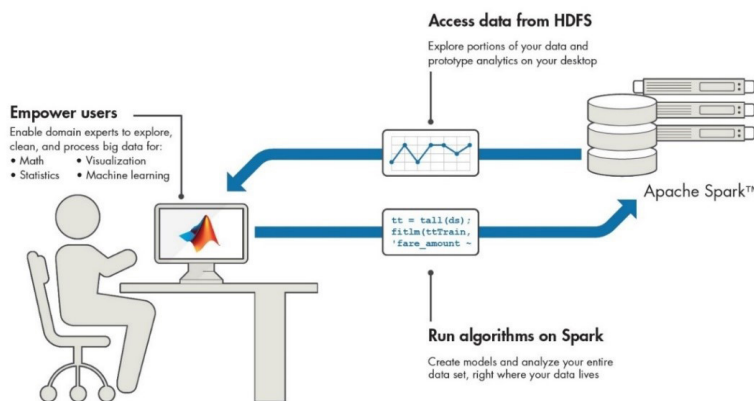 Access data from HDFS
Explore portions of your data and
prototype analytics on your desktop
Empower users
Enable domain experts to explore,
clean, and process big data for:
• Math • Visualization
• Statistics • Machine learning
Apache Spark™
tt = tall(ds);
fitlm(ttTrain,
'fare_amount ~
Run algorithms on Spark
Create models and analyze your entire
data set, right where your data lives